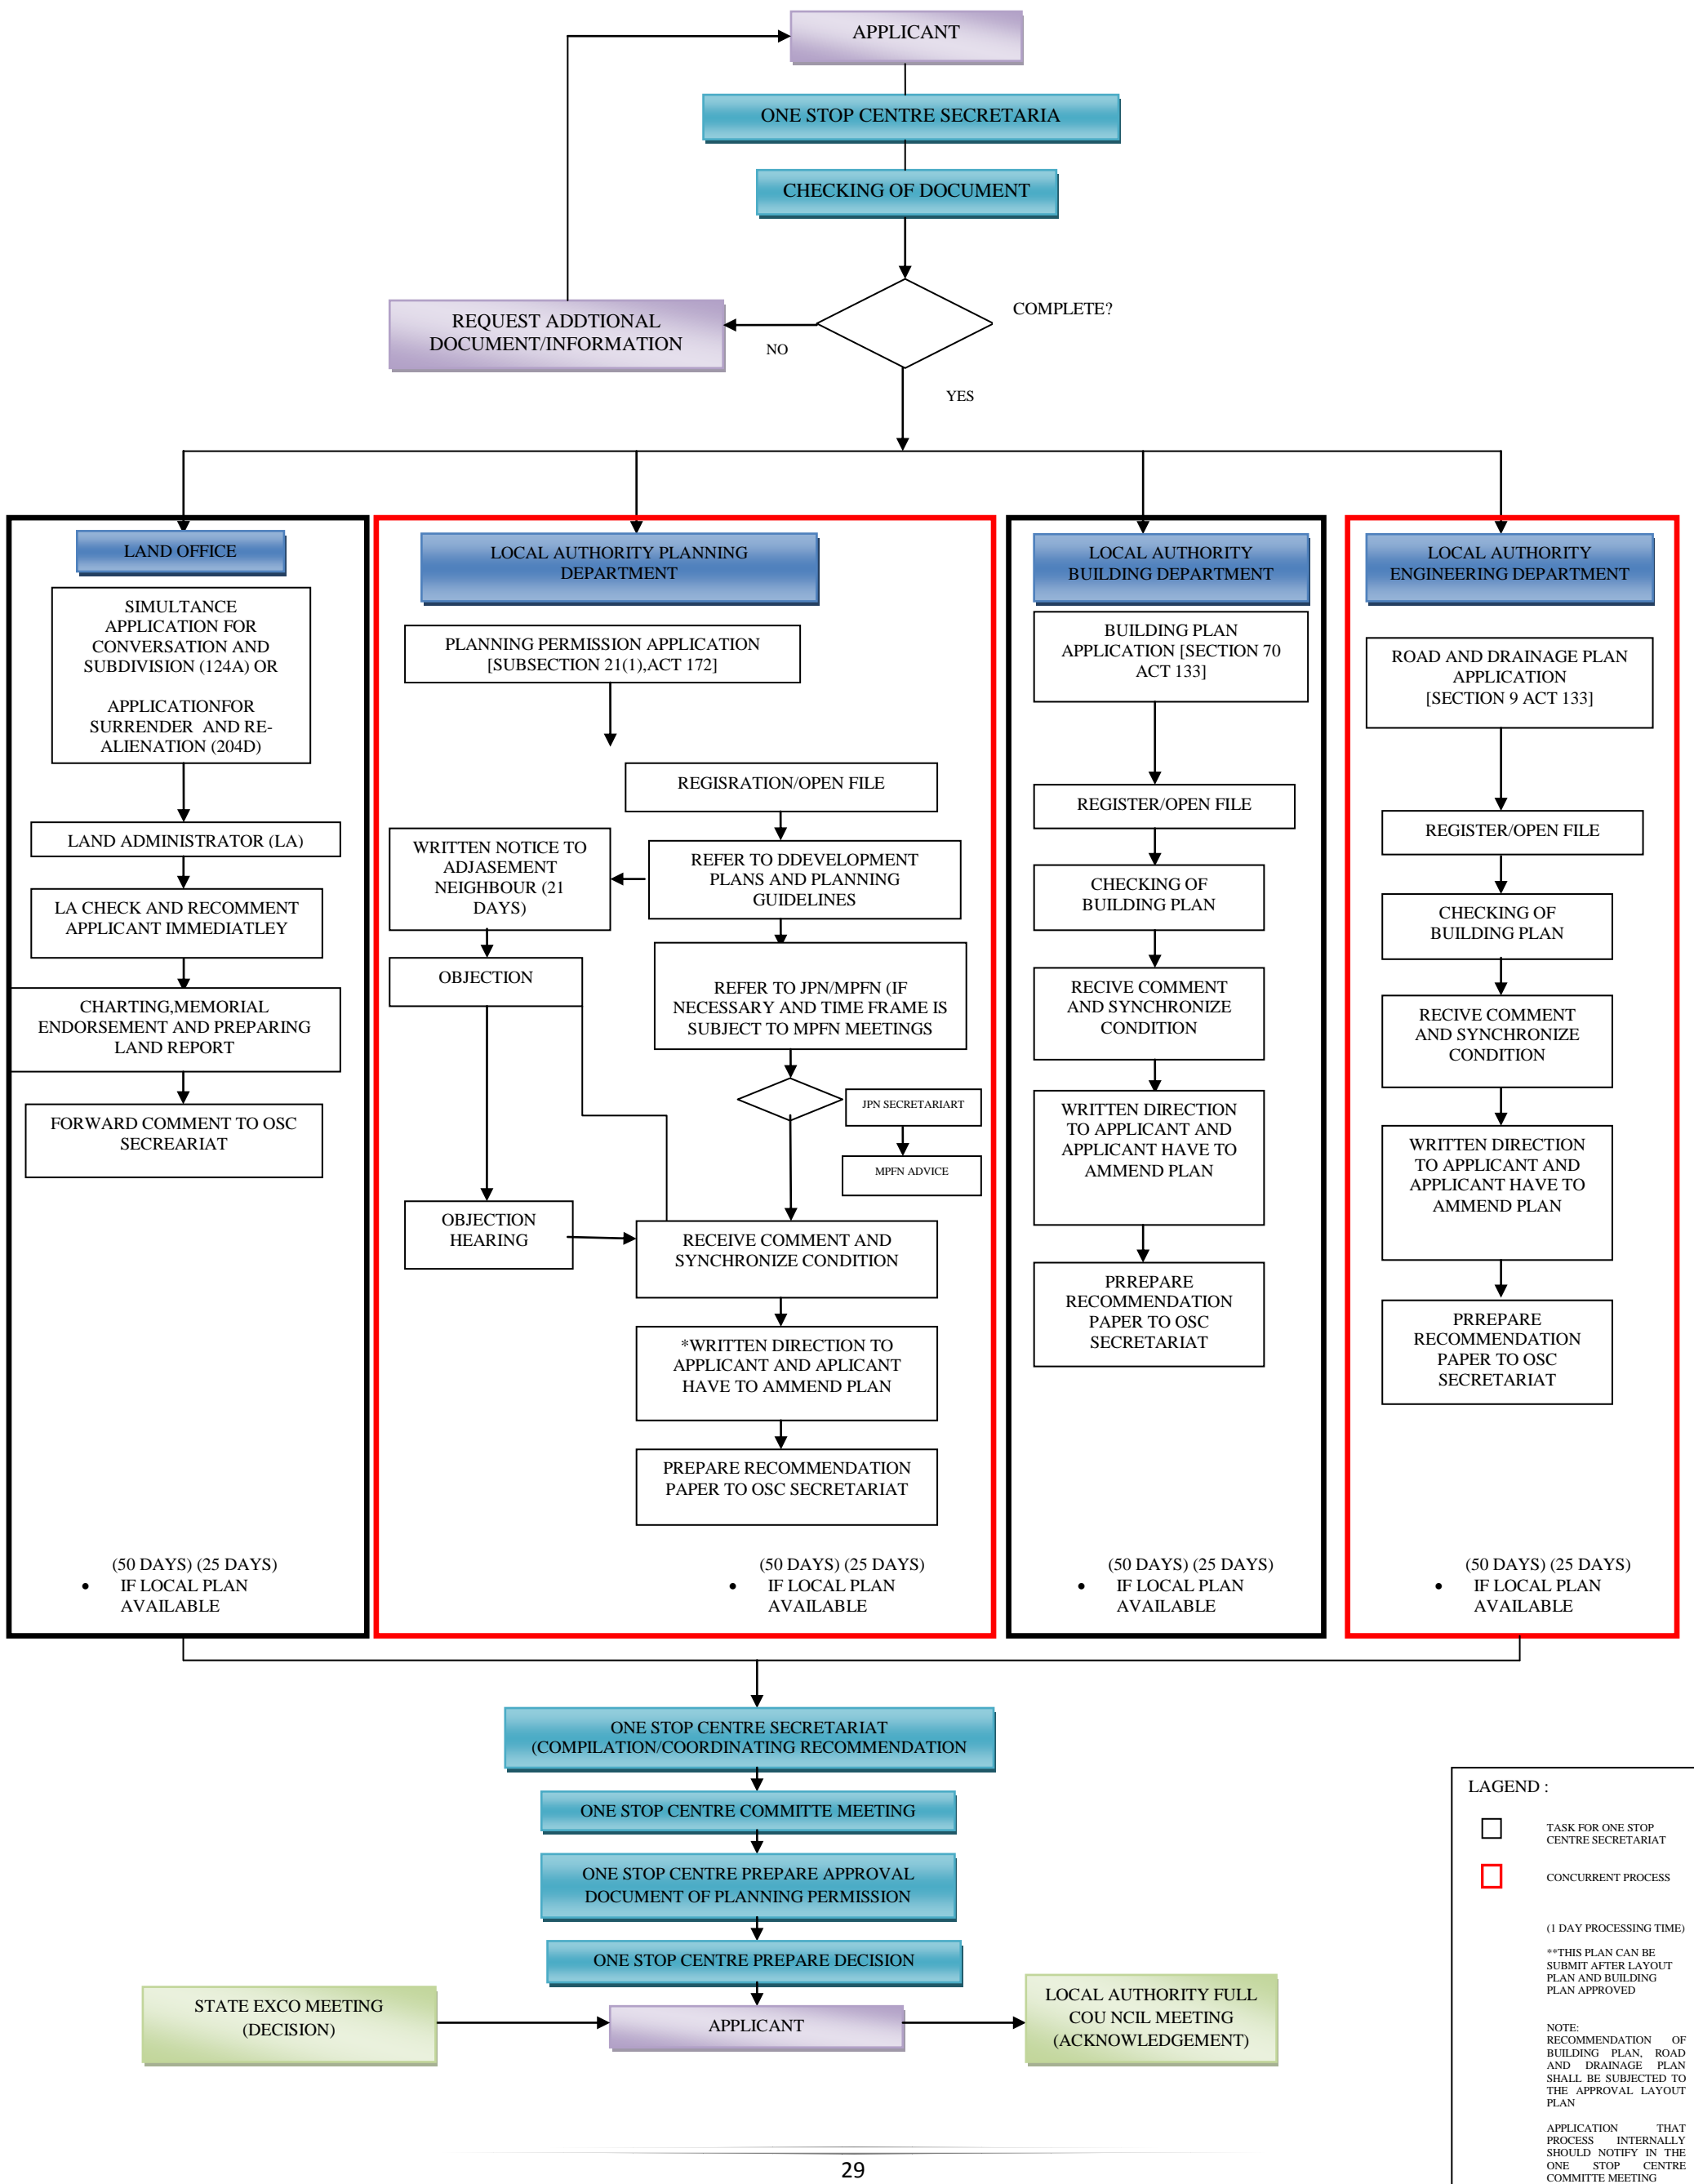 APPLICANT
ONE STOP CENTRE SECRETARIA
CHECKING OF DOCUMENT
COMPLETE?
REQUEST ADDTIONAL
DOCUMENT/INFORMATION
NO
YES
LAND OFFICE
SIMULTANCE
APPLICATION FOR
CONVERSATION AND
SUBDIVISION (124A) OR
APPLICATIONFOR
SURRENDER AND RE-
ALIENATION (204D)
LAND ADMINISTRATOR (LA)
LA CHECK AND RECOMMENT
APPLICANT IMMEDIATLEY
CHARTING,MEMORIAL
ENDORSEMENT AND PREPARING
LAND REPORT
FORWARD COMMENT TO OSC
SECREARIAT
(50 DAYS) (25 DAYS)
• IF LOCAL PLAN
AVAILABLE
LOCAL AUTHORITY PLANNING
DEPARTMENT
PLANNING PERMISSION APPLICATION
[SUBSECTION 21(1),ACT 172]
REGISRATION/OPEN FILE
WRITTEN NOTICE TO
ADJASEMENT
NEIGHBOUR (21
DAYS)
REFER TO DDEVELOPMENT
PLANS AND PLANNING
GUIDELINES
OBJECTION
REFER TO JPN/MPFN (IF
NECESSARY AND TIME FRAME IS
SUBJECT TO MPFN MEETINGS
JPN SECRETARIART
MPFN ADVICE
OBJECTION
HEARING
RECEIVE COMMENT AND
SYNCHRONIZE CONDITION
*WRITTEN DIRECTION TO
APPLICANT AND APLICANT
HAVE TO AMMEND PLAN
PREPARE RECOMMENDATION
PAPER TO OSC SECRETARIAT
(50 DAYS) (25 DAYS)
• IF LOCAL PLAN
AVAILABLE
LOCAL AUTHORITY
BUILDING DEPARTMENT
BUILDING PLAN
APPLICATION [SECTION 70
ACT 133]
REGISTER/OPEN FILE
CHECKING OF
BUILDING PLAN
RECIVE COMMENT
AND SYNCHRONIZE
CONDITION
WRITTEN DIRECTION
TO APPLICANT AND
APPLICANT HAVE TO
AMMEND PLAN
PRREPARE
RECOMMENDATION
PAPER TO OSC
SECRETARIAT
(50 DAYS) (25 DAYS)
• IF LOCAL PLAN
AVAILABLE
LOCAL AUTHORITY
ENGINEERING DEPARTMENT
ROAD AND DRAINAGE PLAN
APPLICATION
[SECTION 9 ACT 133]
REGISTER/OPEN FILE
CHECKING OF
BUILDING PLAN
RECIVE COMMENT
AND SYNCHRONIZE
CONDITION
WRITTEN DIRECTION
TO APPLICANT AND
APPLICANT HAVE TO
AMMEND PLAN
PRREPARE
RECOMMENDATION
PAPER TO OSC
SECRETARIAT
(50 DAYS) (25 DAYS)
• IF LOCAL PLAN
AVAILABLE
ONE STOP CENTRE SECRETARIAT
(COMPILATION/COORDINATING RECOMMENDATION
ONE STOP CENTRE COMMITTE MEETING
ONE STOP CENTRE PREPARE APPROVAL
DOCUMENT OF PLANNING PERMISSION
ONE STOP CENTRE PREPARE DECISION
STATE EXCO MEETING
(DECISION)
APPLICANT
LOCAL AUTHORITY FULL
COU NCIL MEETING
(ACKNOWLEDGEMENT)
LAGEND :
TASK FOR ONE STOP
CENTRE SECRETARIAT
CONCURRENT PROCESS
(1 DAY PROCESSING TIME)
**THIS PLAN CAN BE
SUBMIT AFTER LAYOUT
PLAN AND BUILDING
PLAN APPROVED
NOTE:
RECOMMENDATION OF
BUILDING PLAN, ROAD
AND DRAINAGE PLAN
SHALL BE SUBJECTED TO
THE APPROVAL LAYOUT
PLAN
APPLICATION THAT
PROCESS INTERNALLY
SHOULD NOTIFY IN THE
ONE STOP CENTRE
COMMITTE MEETING
29